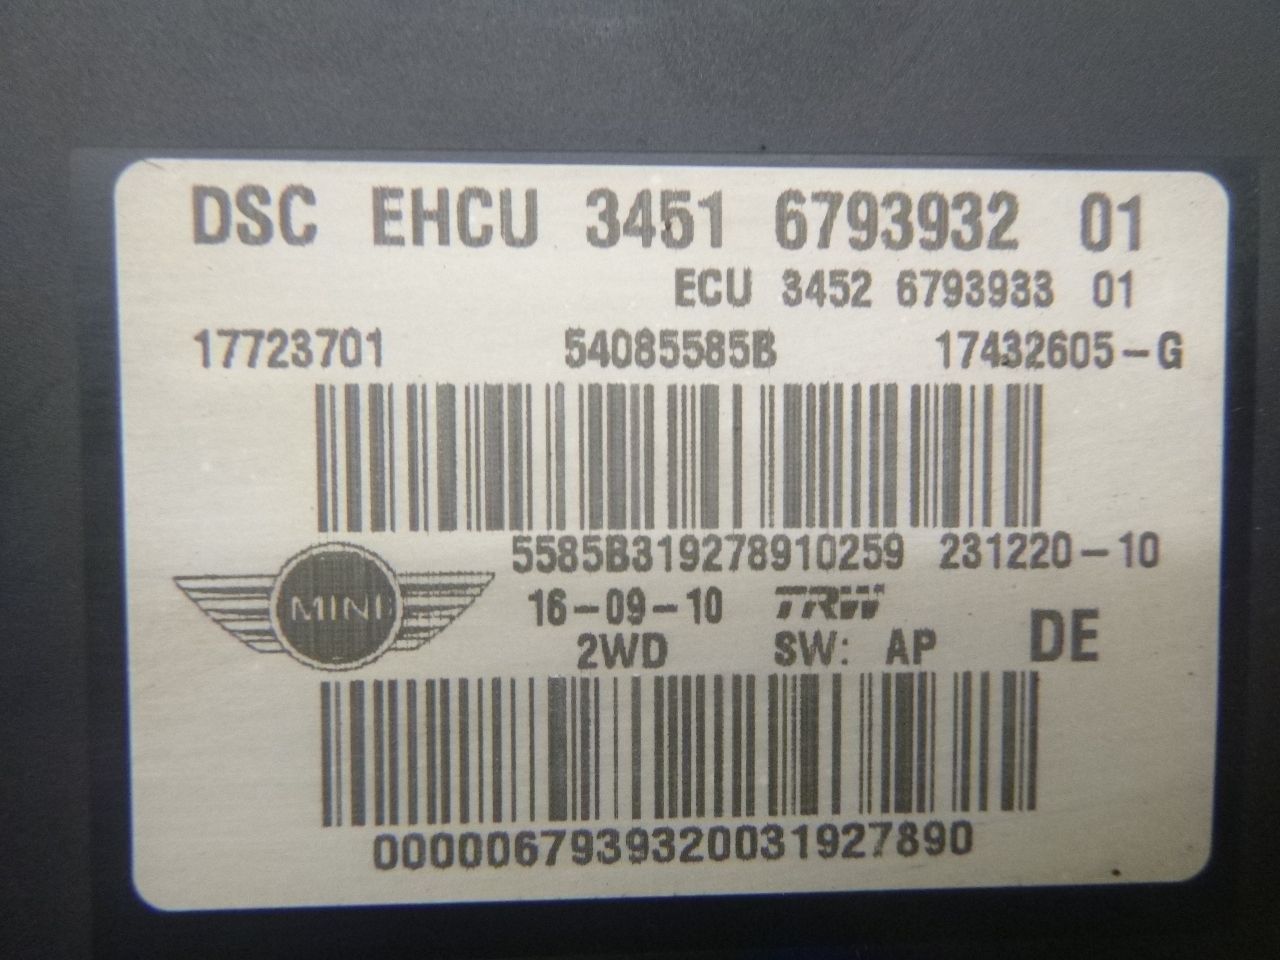 DSC EHCU 3451 6793932 01
ECU 3452 6793933 01
17723701 54085585B 17432605-G
5585B319278910259 231220-10
MINI
16-09-10 TRW
2WD SW: AP DE
0000067939320031927890